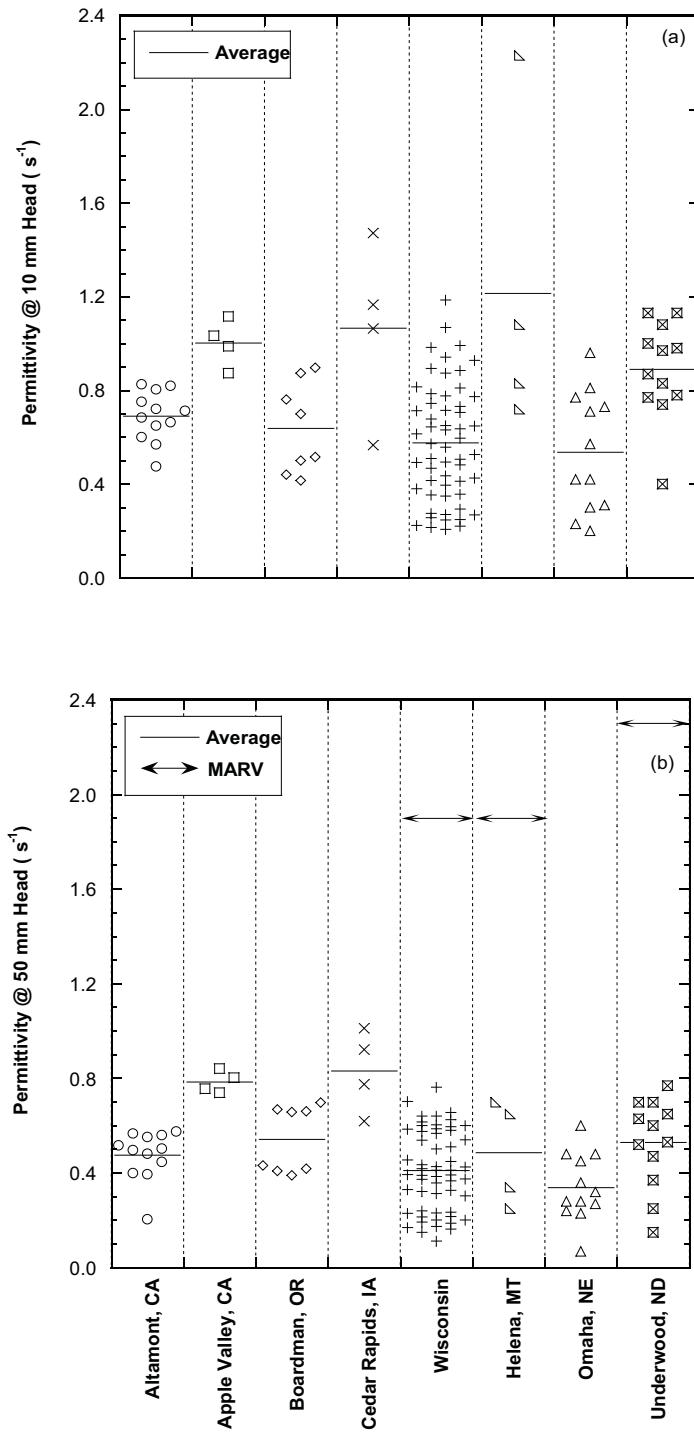 2.4
Average
(a)
2.0
1.6
1.2
0.8
0.4
0.0
Permittivity @ 10 mm Head ( s-1)
2.4
Average
MARV
(b)
2.0
1.6
1.2
0.8
0.4
0.0
Permittivity @ 50 mm Head ( s-1)
Altamont, CA
Apple Valley, CA
Boardman, OR
Cedar Rapids, IA
Wisconsin
Helena, MT
Omaha, NE
Underwood, ND